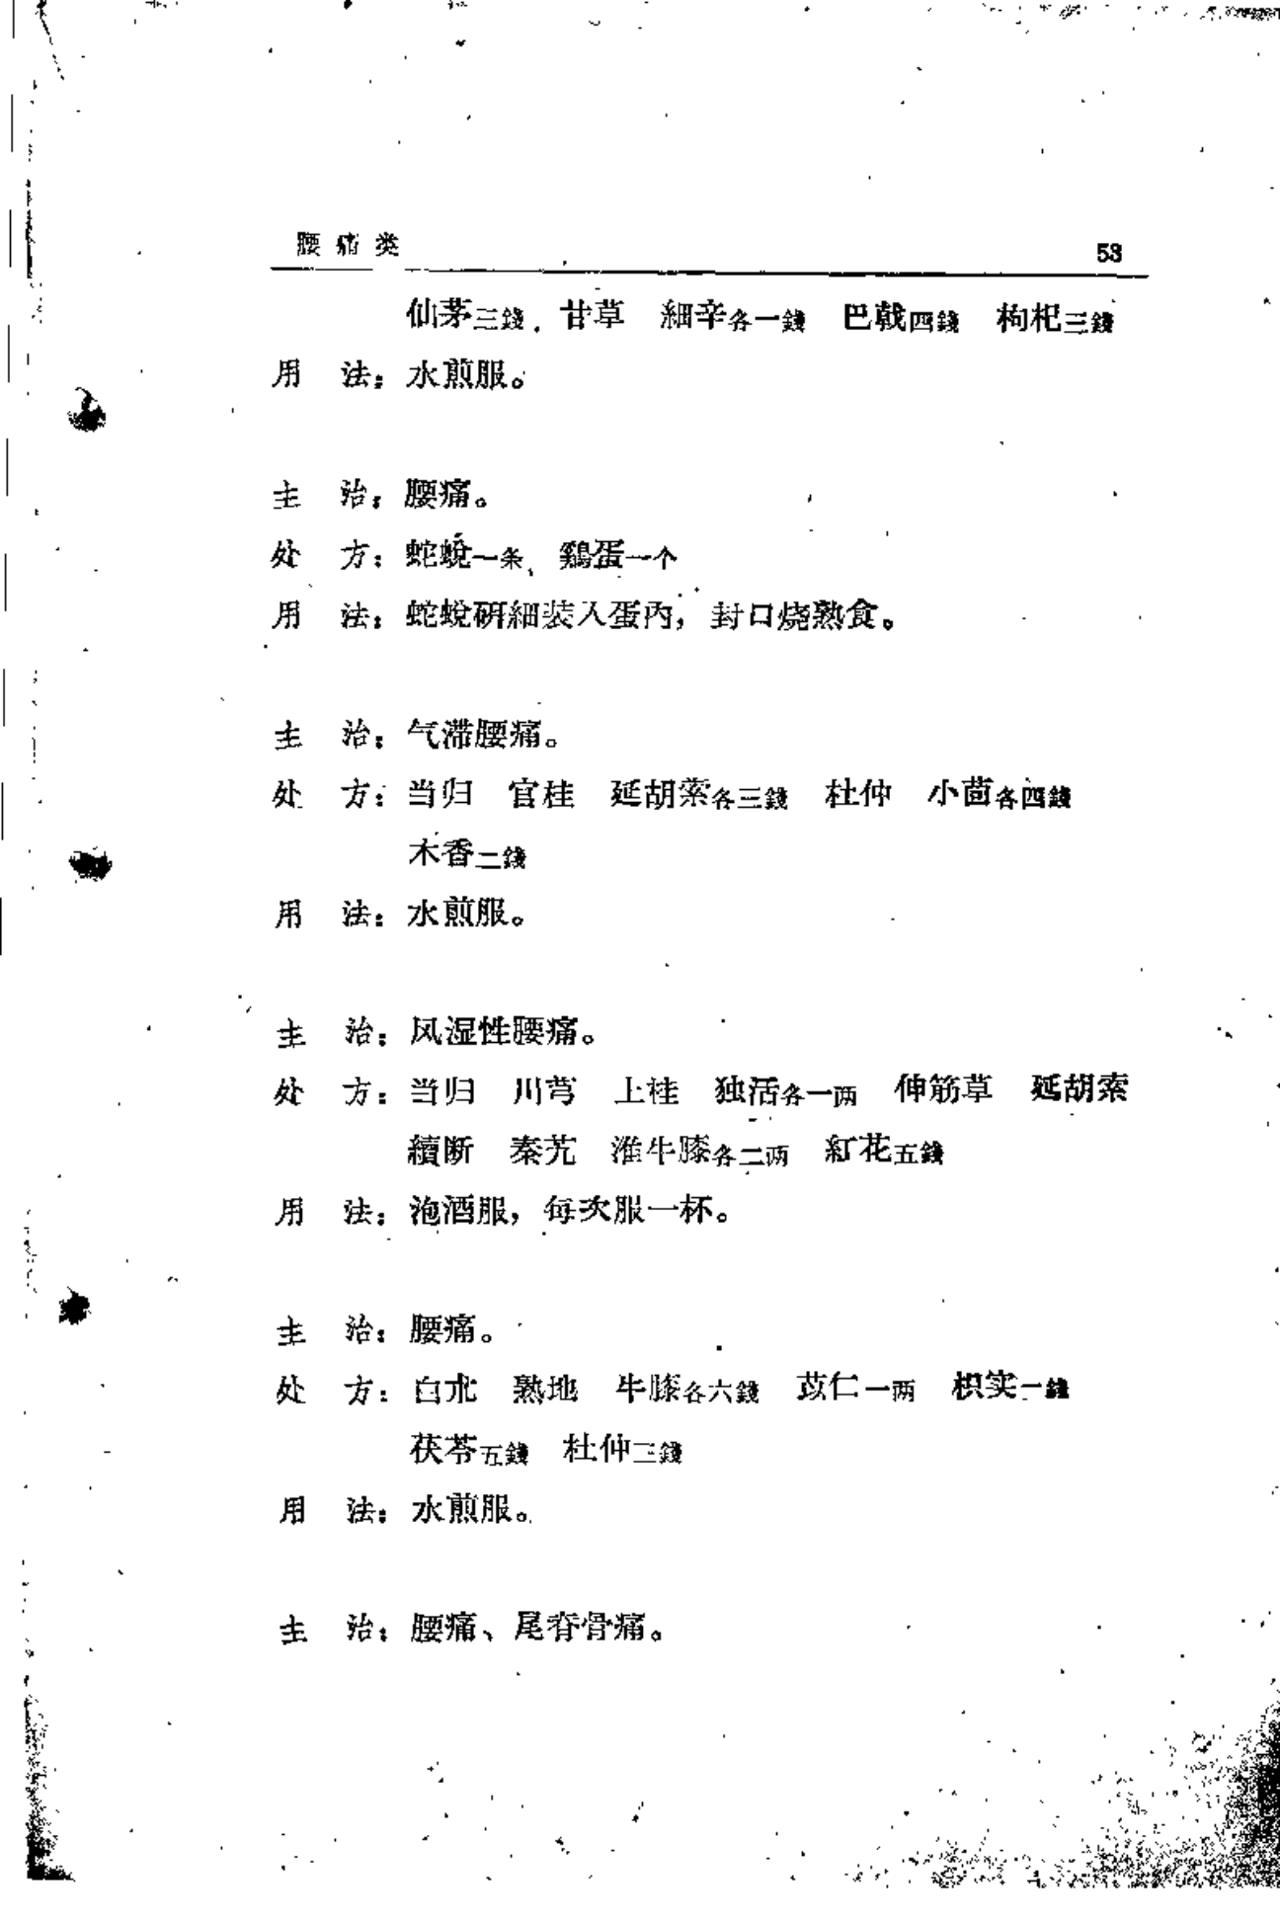 腰痛类 53
仙茅三錢. 甘草 細辛各一錢 巴戟四錢 枸杞三錢
用 法：水煎服。
主 治：腰痛。
处 方：蛇蛻一条、鷄蛋一个
用 法：蛇蛻研細装入蛋內，封口烧熟食。
主 治：气滞腰痛。
处 方：当归 官桂 延胡索各三錢 杜仲 小茴各四錢
木香二錢
用 法：水煎服。
主 治：风湿性腰痛。
处 方：当归 川芎 上桂 独活各一两 伸筋草 延胡索
續断 秦艽 淮牛膝各二两 紅花五錢
用 法：泡酒服，每次服一杯。
主 治：腰痛。
处 方：白朮 熟地 牛膝各六錢 苡仁一两 枳实一錢
茯苓五錢 杜仲三錢
用 法：水煎服。
主 治：腰痛、尾脊骨痛。